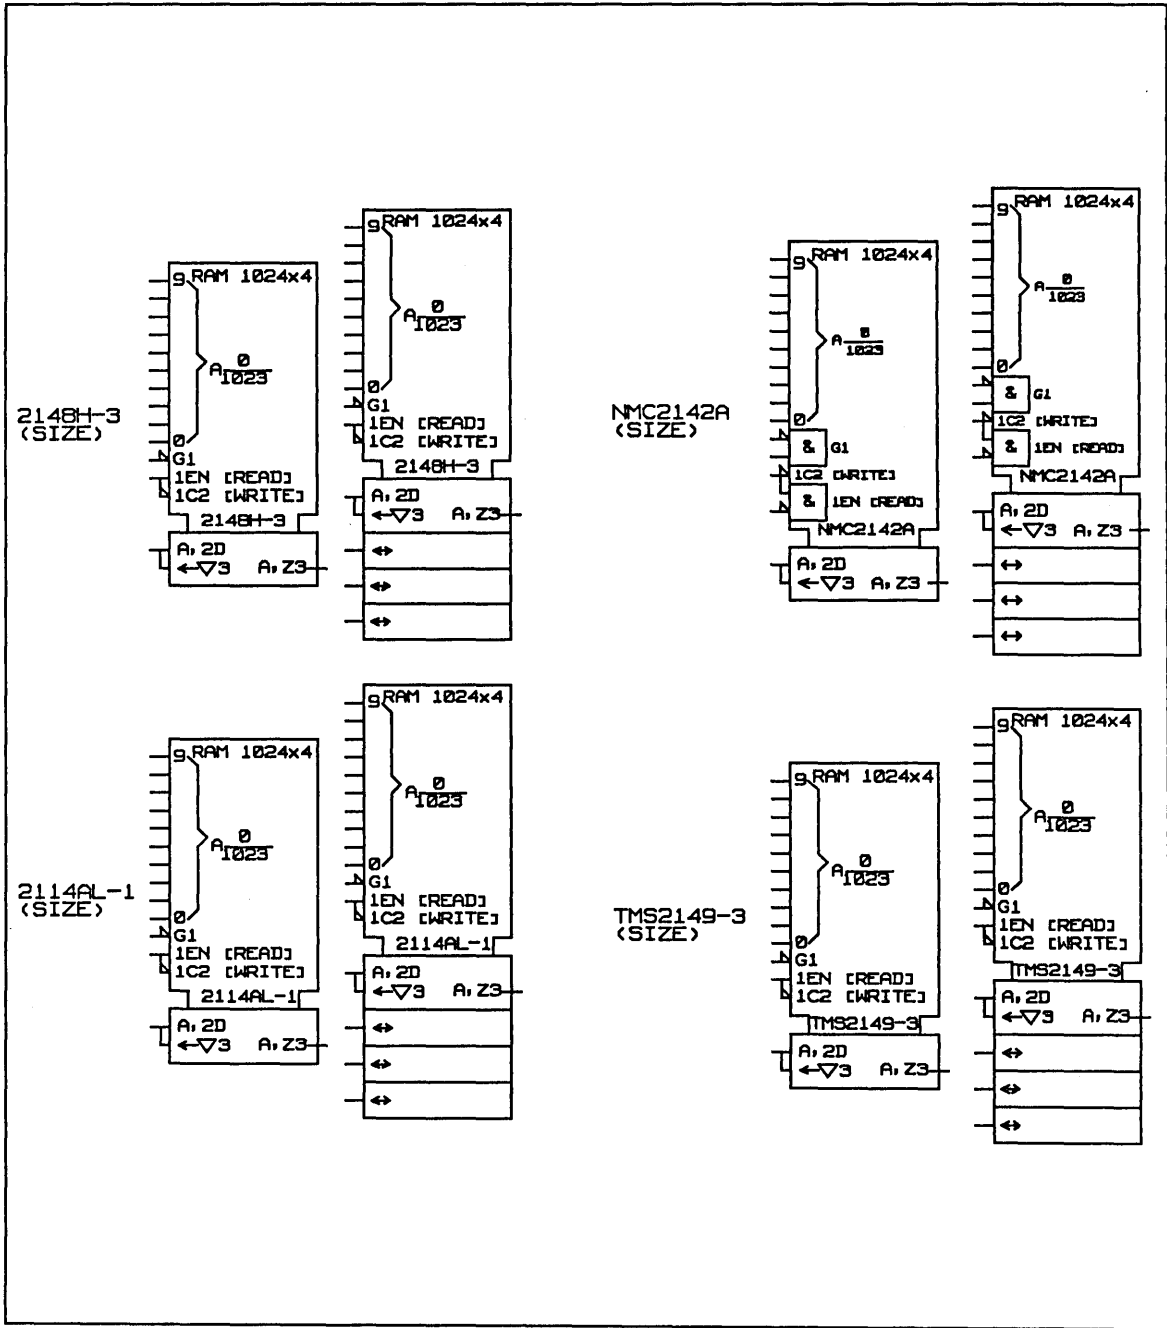 2148H-3
(SIZE)
9 RAM 1024x4
A 0
1023
0
G1
1EN [READ]
1C2 [WRITE]
2148H-3
A, 2D
←▽3 A, Z3
9 RAM 1024x4
A 0
1023
0
G1
1EN [READ]
1C2 [WRITE]
2148H-3
A, 2D
←▽3 A, Z3
↔
↔
↔
NMC2142A
(SIZE)
9 RAM 1024x4
A 0
1023
0
& G1
1C2 [WRITE]
& 1EN [READ]
NMC2142A
A, 2D
←▽3 A, Z3
9 RAM 1024x4
A 0
1023
0
& G1
1C2 [WRITE]
& 1EN [READ]
NMC2142A
A, 2D
←▽3 A, Z3
↔
↔
↔
2114AL-1
(SIZE)
9 RAM 1024x4
A 0
1023
0
G1
1EN [READ]
1C2 [WRITE]
2114AL-1
A, 2D
←▽3 A, Z3
9 RAM 1024x4
A 0
1023
0
G1
1EN [READ]
1C2 [WRITE]
2114AL-1
A, 2D
←▽3 A, Z3
↔
↔
↔
TMS2149-3
(SIZE)
9 RAM 1024x4
A 0
1023
0
G1
1EN [READ]
1C2 [WRITE]
TMS2149-3
A, 2D
←▽3 A, Z3
9 RAM 1024x4
A 0
1023
0
G1
1EN [READ]
1C2 [WRITE]
TMS2149-3
A, 2D
←▽3 A, Z3
↔
↔
↔